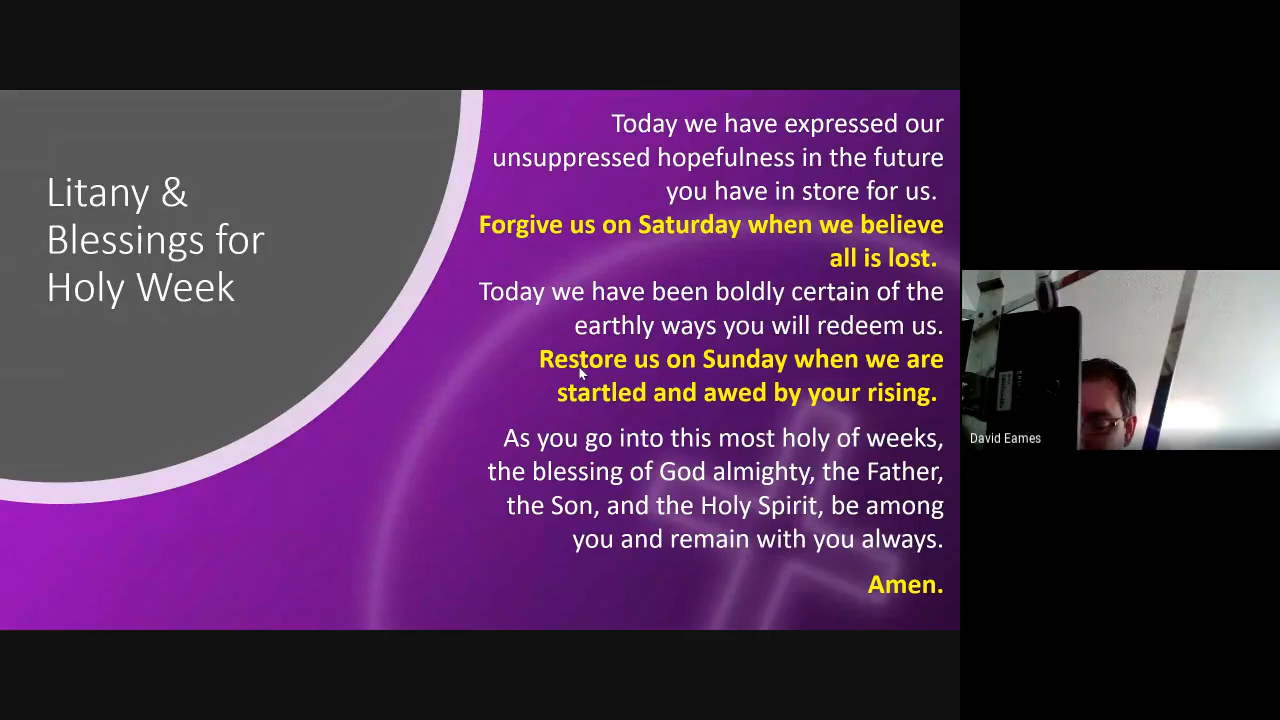 Litany &
Blessings for
Holy Week
Today we have expressed our
unsuppressed hopefulness in the future
you have in store for us.
Forgive us on Saturday when we believe
all is lost.
Today we have been boldly certain of the
earthly ways you will redeem us.
Restore us on Sunday when we are
startled and awed by your rising.
As you go into this most holy of weeks,
the blessing of God almighty, the Father,
the Son, and the Holy Spirit, be among
you and remain with you always.
Amen.
David Eames